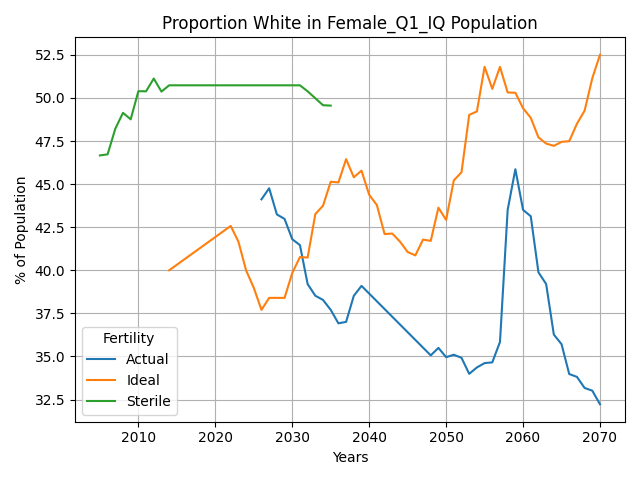 Proportion White in Female_Q1_IQ Population
% of Population
52.5
50.0
47.5
45.0
42.5
40.0
37.5
35.0
32.5
Fertility
Actual
Ideal
Sterile
2010 2020 2030 2040 2050 2060 2070
Years